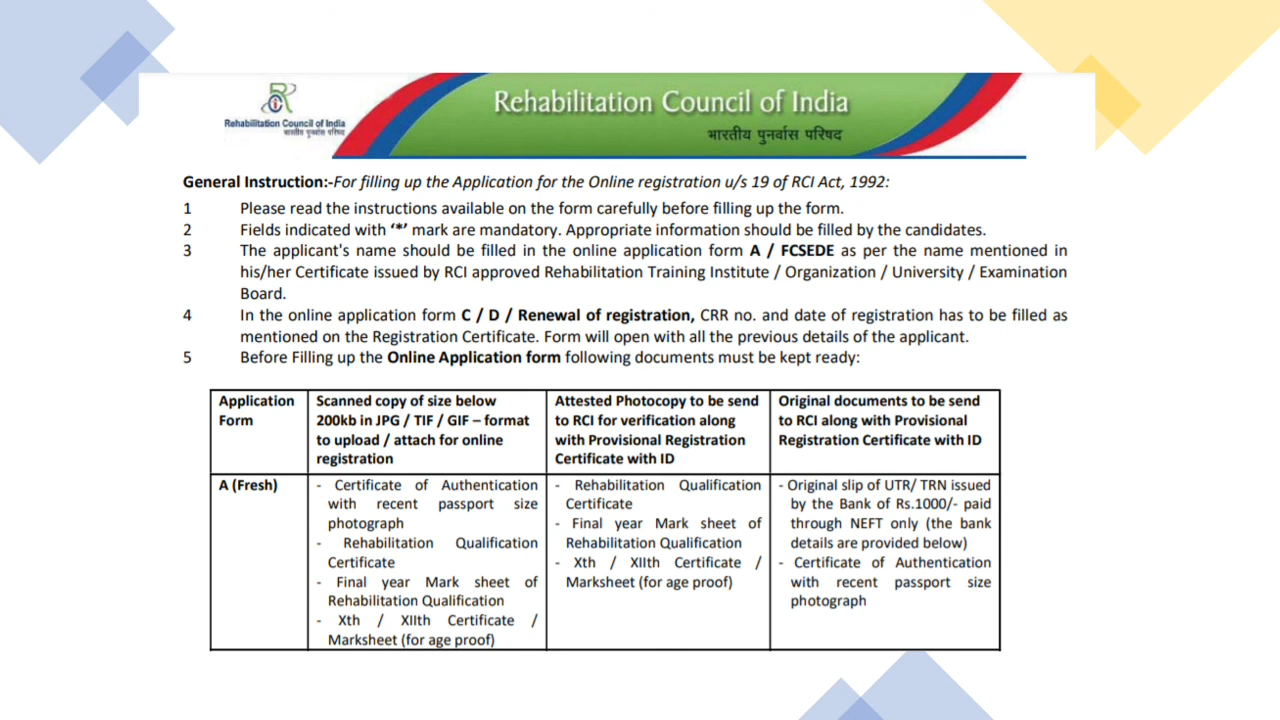 Rehabilitation Council of India
भारतीय पुनर्वास परिषद
Rehabilitation Council of India
भारतीय पुनर्वास परिषद
General Instruction:-For filling up the Application for the Online registration u/s 19 of RCI Act, 1992:
1 Please read the instructions available on the form carefully before filling up the form.
2 Fields indicated with ‘*’ mark are mandatory. Appropriate information should be filled by the candidates.
3 The applicant's name should be filled in the online application form A / FCSEDE as per the name mentioned in
his/her Certificate issued by RCI approved Rehabilitation Training Institute / Organization / University / Examination
Board.
4 In the online application form C / D / Renewal of registration, CRR no. and date of registration has to be filled as
mentioned on the Registration Certificate. Form will open with all the previous details of the applicant.
5 Before Filling up the Online Application form following documents must be kept ready:
Application
Form
Scanned copy of size below
200kb in JPG / TIF / GIF – format
to upload / attach for online
registration
Attested Photocopy to be send
to RCI for verification along
with Provisional Registration
Certificate with ID
Original documents to be send
to RCI along with Provisional
Registration Certificate with ID
A (Fresh)
- Certificate of Authentication
with recent passport size
photograph
- Rehabilitation Qualification
Certificate
- Final year Mark sheet of
Rehabilitation Qualification
- Xth / XIIth Certificate /
Marksheet (for age proof)
- Rehabilitation Qualification
Certificate
- Final year Mark sheet of
Rehabilitation Qualification
- Xth / XIIth Certificate /
Marksheet (for age proof)
- Original slip of UTR/ TRN issued
by the Bank of Rs.1000/- paid
through NEFT only (the bank
details are provided below)
- Certificate of Authentication
with recent passport size
photograph